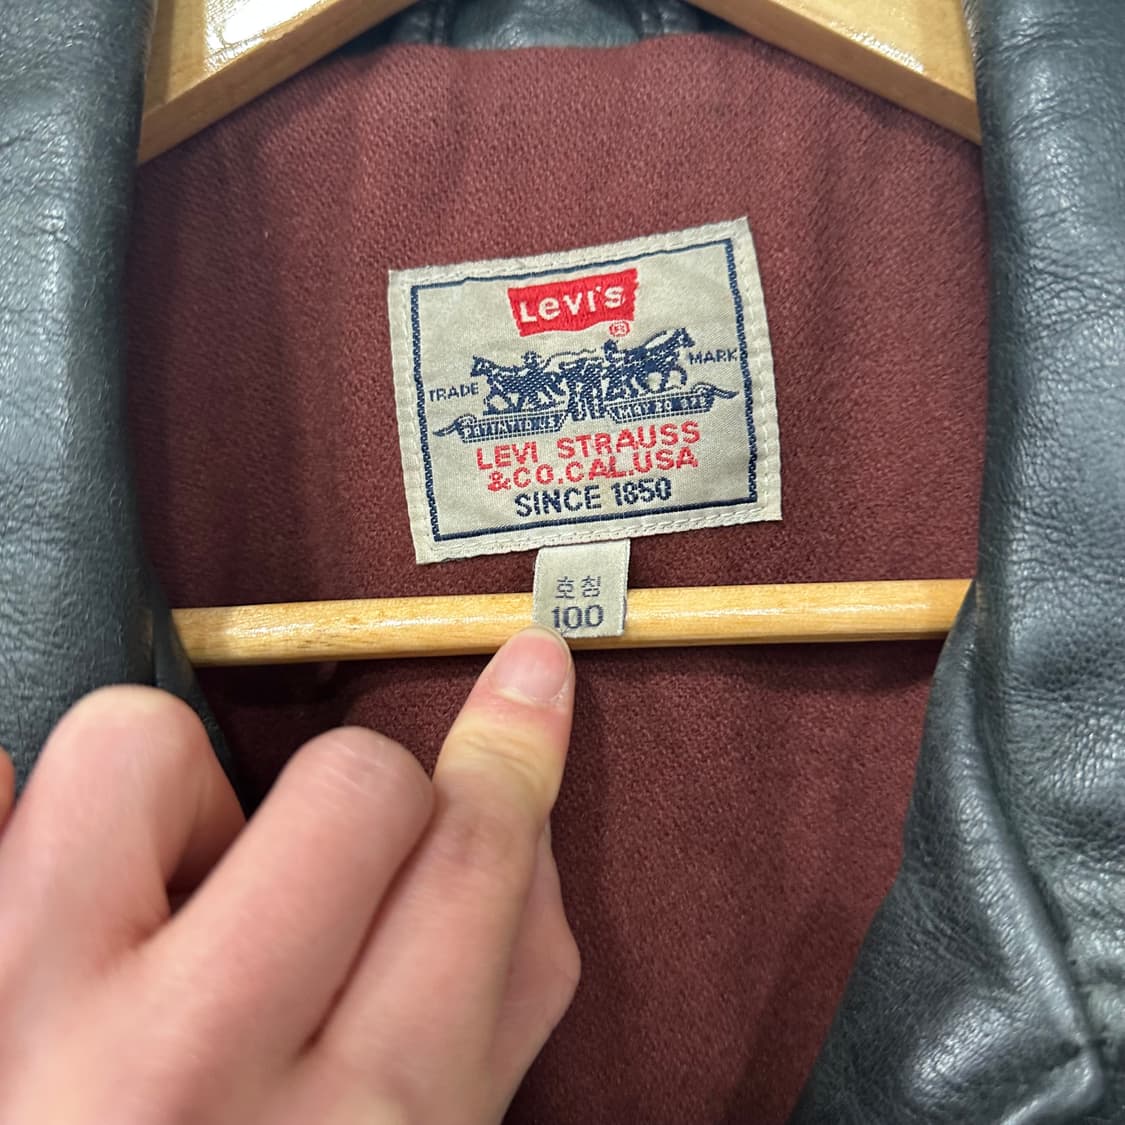 Levi's
®
TRADE MARK
LEVI STRAUSS
&CO.CAL.USA
SINCE 1850
호칭
100